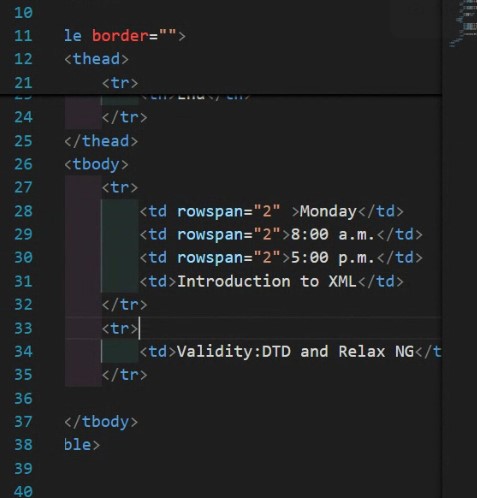 10
11 le border="">
12 <thead>
21 <tr>
23 <th>End</th>
24 </tr>
25 </thead>
26 <tbody>
27 <tr>
28 <td rowspan="2" >Monday</td>
29 <td rowspan="2">8:00 a.m.</td>
30 <td rowspan="2">5:00 p.m.</td>
31 <td>Introduction to XML</td>
32 </tr>
33 <tr>
34 <td>Validity:DTD and Relax NG</t
35 </tr>
36
37 </tbody>
38 ble>
39
40